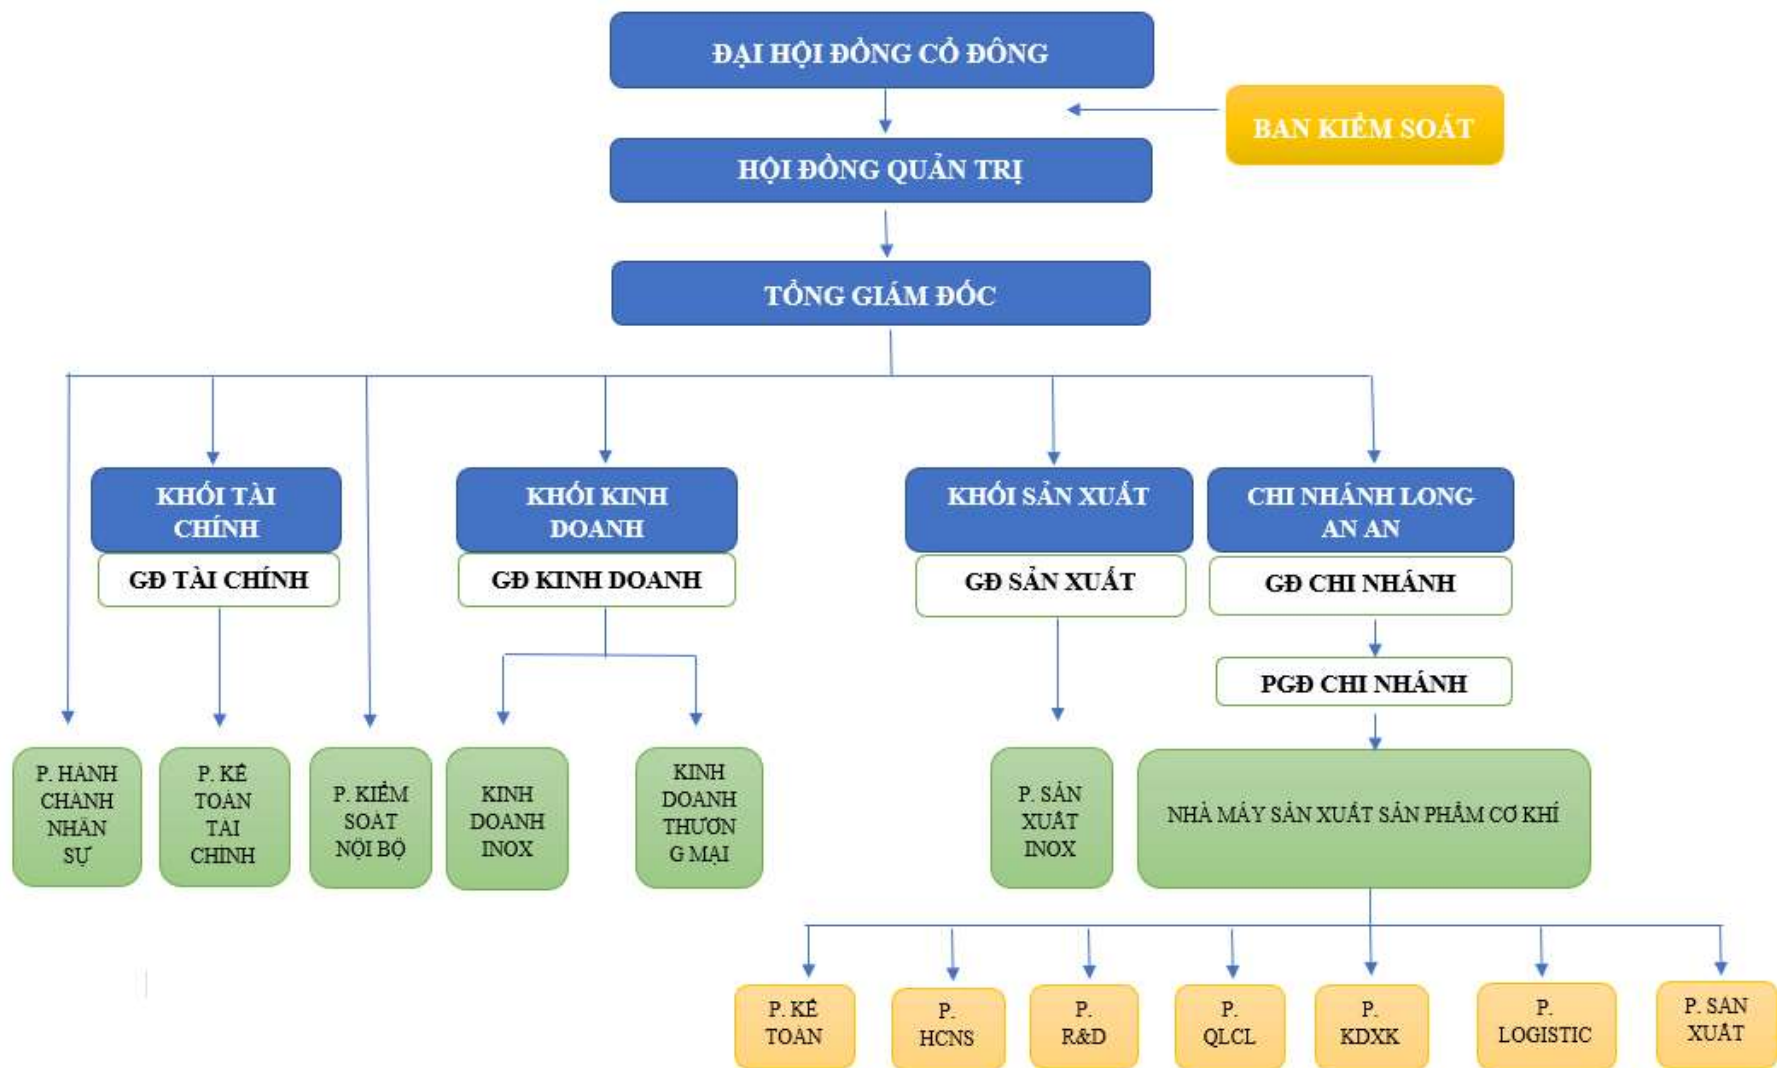 ĐẠI HỘI ĐỒNG CỔ ĐÔNG
BAN KIỂM SOÁT
HỘI ĐỒNG QUẢN TRỊ
TỔNG GIÁM ĐỐC
KHỐI TÀI
CHÍNH
GĐ TÀI CHÍNH
KHỐI KINH
DOANH
GĐ KINH DOANH
KHỐI SẢN XUẤT
GĐ SẢN XUẤT
CHI NHÁNH LONG
AN AN
GĐ CHI NHÁNH
PGĐ CHI NHÁNH
P. HÀNH
CHÁNH
NHÂN
SỰ
P. KẾ
TOÁN
TÀI
CHÍNH
P. KIỂM
SOÁT
NỘI BỘ
KINH
DOANH
INOX
KINH
DOANH
THƯƠN
G MẠI
P. SẢN
XUẤT
INOX
NHÀ MÁY SẢN XUẤT SẢN PHẨM CƠ KHÍ
P. KẾ
TOÁN
P.
HCNS
P.
R&D
P.
QLCL
P.
KDXK
P.
LOGISTIC
P. SẢN
XUẤT